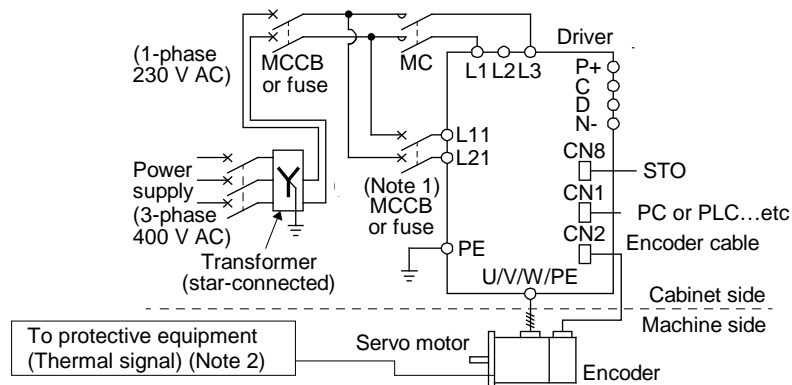 (1-phase
230 V AC)
MCCB
or fuse
MC
Driver
L1 L2 L3
P+
C
D
N-
L11
L21
(Note 1)
MCCB
or fuse
Power
supply
(3-phase
400 V AC)
Transformer
(star-connected)
PE
CN8
STO
CN1
PC or PLC…etc
CN2
Encoder cable
U/V/W/PE
Cabinet side
Machine side
To protective equipment
(Thermal signal) (Note 2)
Servo motor
Encoder